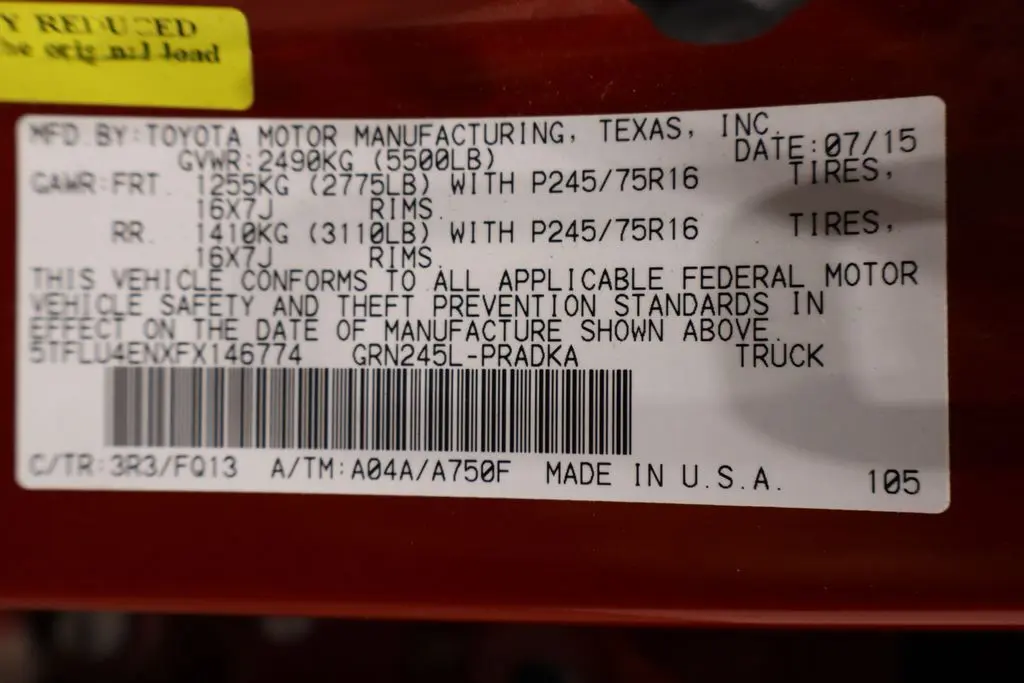 Y REDUCED
he original load
MFD BY:TOYOTA MOTOR MANUFACTURING, TEXAS, INC.
GVWR:2490KG (5500LB) DATE:07/15
GAWR:FRT. 1255KG (2775LB) WITH P245/75R16 TIRES,
16X7J RIMS.
RR. 1410KG (3110LB) WITH P245/75R16 TIRES,
16X7J RIMS.
THIS VEHICLE CONFORMS TO ALL APPLICABLE FEDERAL MOTOR
VEHICLE SAFETY AND THEFT PREVENTION STANDARDS IN
EFFECT ON THE DATE OF MANUFACTURE SHOWN ABOVE.
5TFLU4ENXFX146774 GRN245L-PRADKA TRUCK
C/TR:3R3/FQ13 A/TM:A04A/A750F MADE IN U.S.A. 105